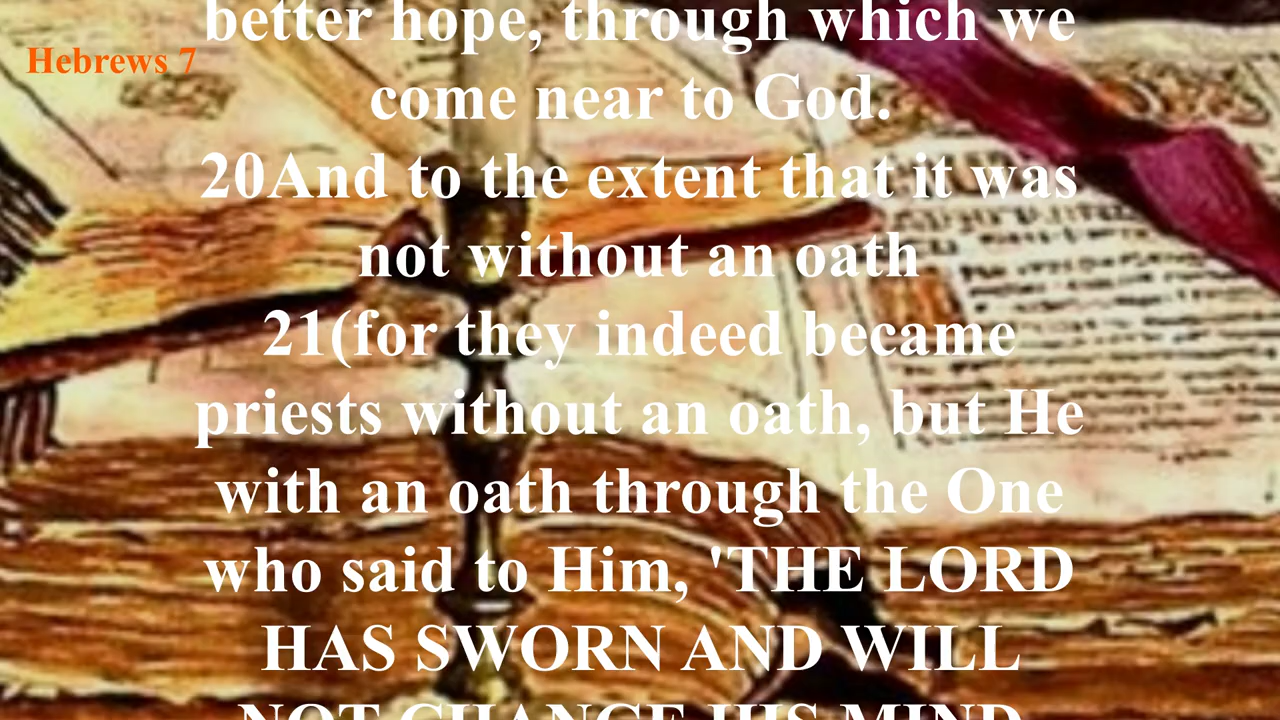 better hope, through which we
Hebrews 7
come near to God.
20And to the extent that it was
not without an oath
21(for they indeed became
priests without an oath, but He
with an oath through the One
who said to Him, 'THE LORD
HAS SWORN AND WILL
NOT CHANGE HIS MIND